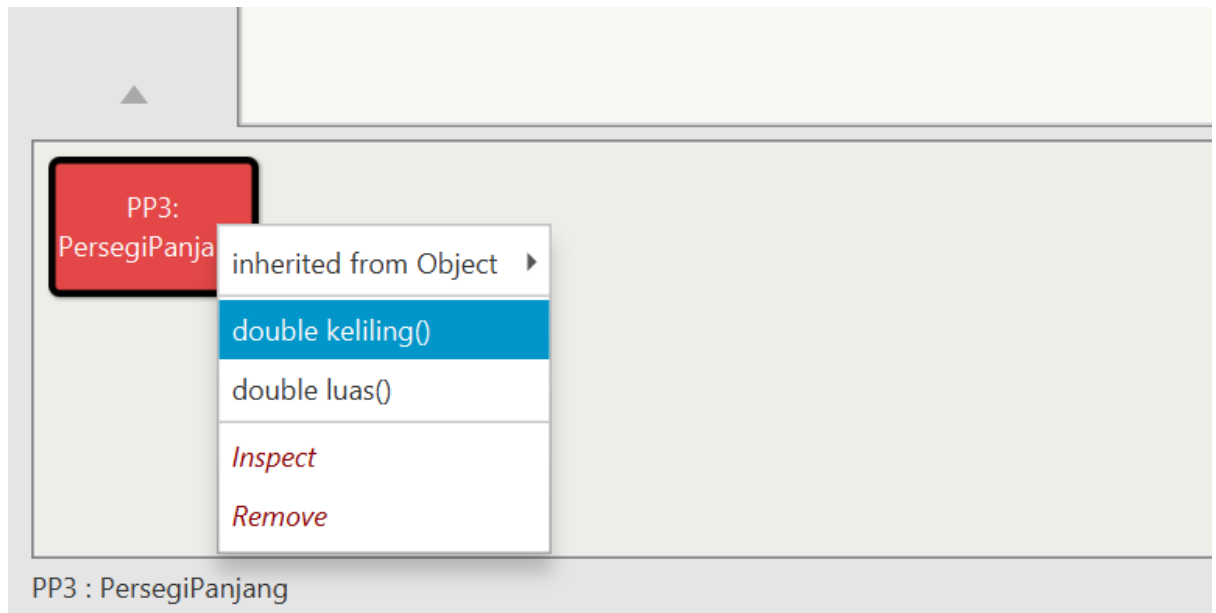 PP3:
PersegiPanja
inherited from Object
double keliling()
double luas()
Inspect
Remove
PP3 : PersegiPanjang